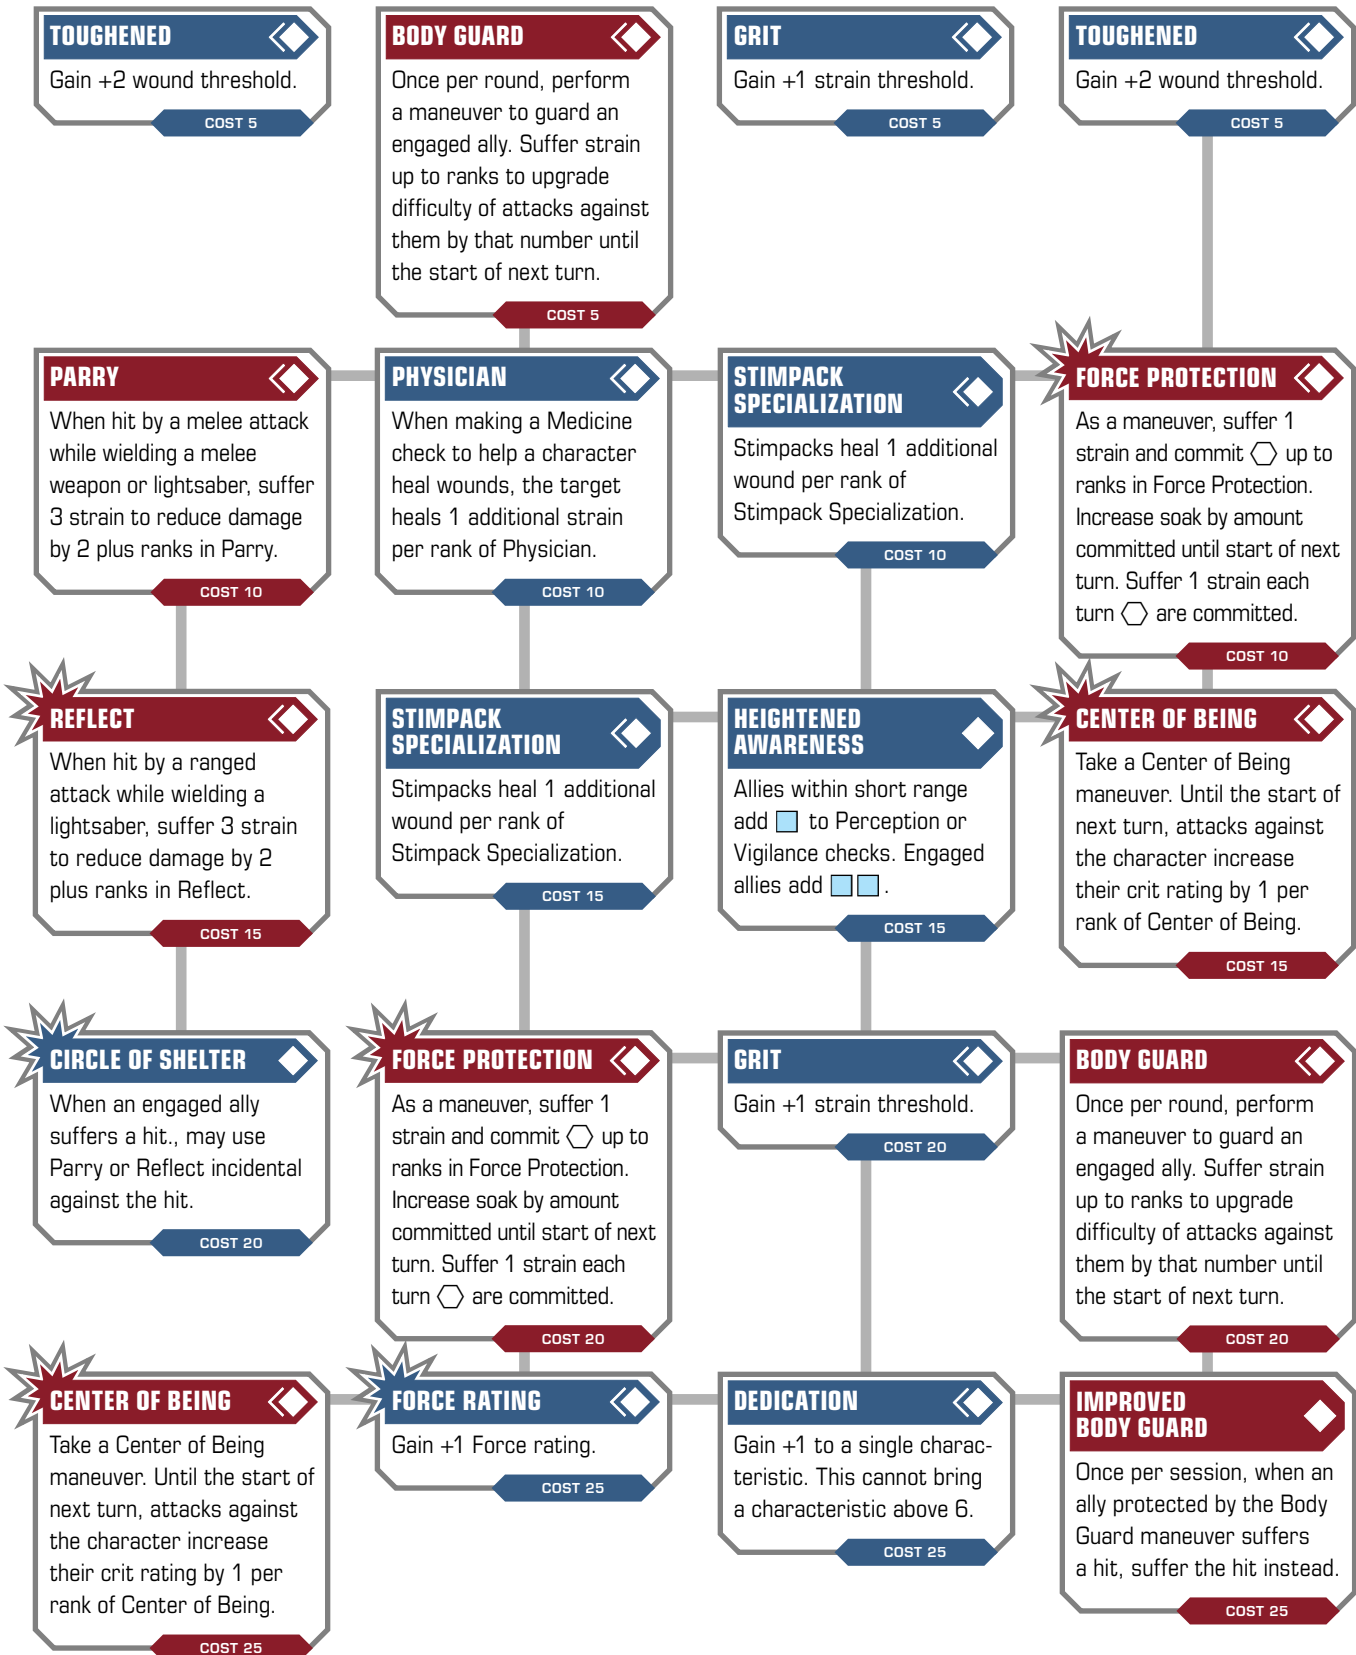 TOUGHENED
Gain +2 wound threshold.
COST 5
BODY GUARD
Once per round, perform
a maneuver to guard an
engaged ally. Suffer strain
up to ranks to upgrade
difficulty of attacks against
them by that number until
the start of next turn.
COST 5
GRIT
Gain +1 strain threshold.
COST 5
TOUGHENED
Gain +2 wound threshold.
COST 5
PARRY
When hit by a melee attack
while wielding a melee
weapon or lightsaber, suffer
3 strain to reduce damage
by 2 plus ranks in Parry.
COST 10
PHYSICIAN
When making a Medicine
check to help a character
heal wounds, the target
heals 1 additional strain
per rank of Physician.
COST 10
STIMPACK
SPECIALIZATION
Stimpacks heal 1 additional
wound per rank of
Stimpack Specialization.
COST 10
FORCE PROTECTION
As a maneuver, suffer 1
strain and commit up to
ranks in Force Protection.
Increase soak by amount
committed until start of next
turn. Suffer 1 strain each
turn are committed.
COST 10
REFLECT
When hit by a ranged
attack while wielding a
lightsaber, suffer 3 strain
to reduce damage by 2
plus ranks in Reflect.
COST 15
STIMPACK
SPECIALIZATION
Stimpacks heal 1 additional
wound per rank of
Stimpack Specialization.
COST 15
HEIGHTENED
AWARENESS
Allies within short range
add to Perception or
Vigilance checks. Engaged
allies add .
COST 15
CENTER OF BEING
Take a Center of Being
maneuver. Until the start of
next turn, attacks against
the character increase
their crit rating by 1 per
rank of Center of Being.
COST 15
CIRCLE OF SHELTER
When an engaged ally
suffers a hit., may use
Parry or Reflect incidental
against the hit.
COST 20
FORCE PROTECTION
As a maneuver, suffer 1
strain and commit up to
ranks in Force Protection.
Increase soak by amount
committed until start of next
turn. Suffer 1 strain each
turn are committed.
COST 20
GRIT
Gain +1 strain threshold.
COST 20
BODY GUARD
Once per round, perform
a maneuver to guard an
engaged ally. Suffer strain
up to ranks to upgrade
difficulty of attacks against
them by that number until
the start of next turn.
COST 20
CENTER OF BEING
Take a Center of Being
maneuver. Until the start of
next turn, attacks against
the character increase
their crit rating by 1 per
rank of Center of Being.
COST 25
FORCE RATING
Gain +1 Force rating.
COST 25
DEDICATION
Gain +1 to a single charac-
teristic. This cannot bring
a characteristic above 6.
COST 25
IMPROVED
BODY GUARD
Once per session, when an
ally protected by the Body
Guard maneuver suffers
a hit, suffer the hit instead.
COST 25